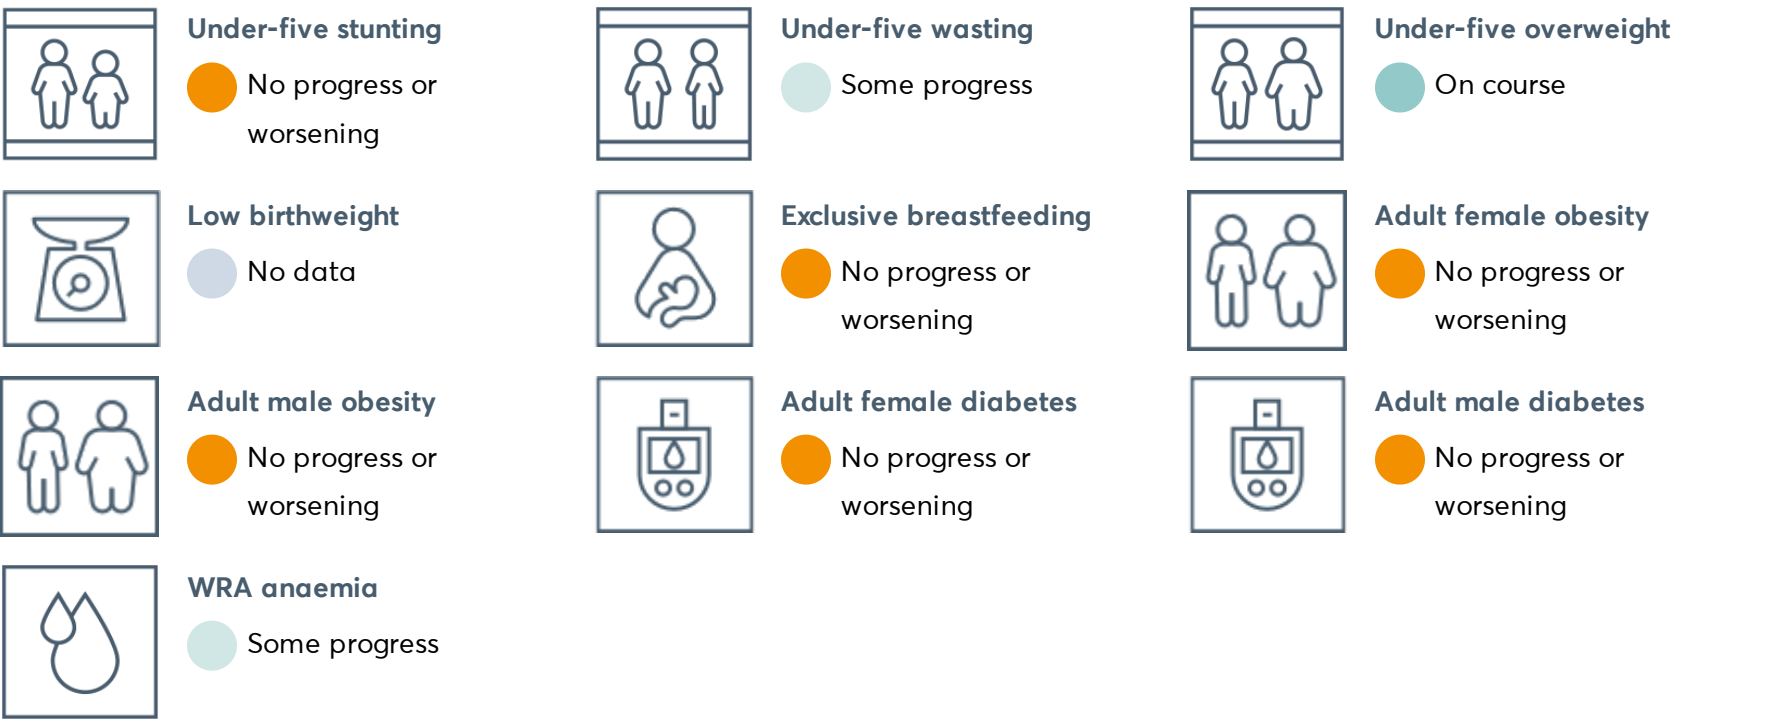 Under-five stunting
No progress or
worsening
Under-five wasting
Some progress
Under-five overweight
On course
Low birthweight
No data
Exclusive breastfeeding
No progress or
worsening
Adult female obesity
No progress or
worsening
Adult male obesity
No progress or
worsening
Adult female diabetes
No progress or
worsening
Adult male diabetes
No progress or
worsening
WRA anaemia
Some progress